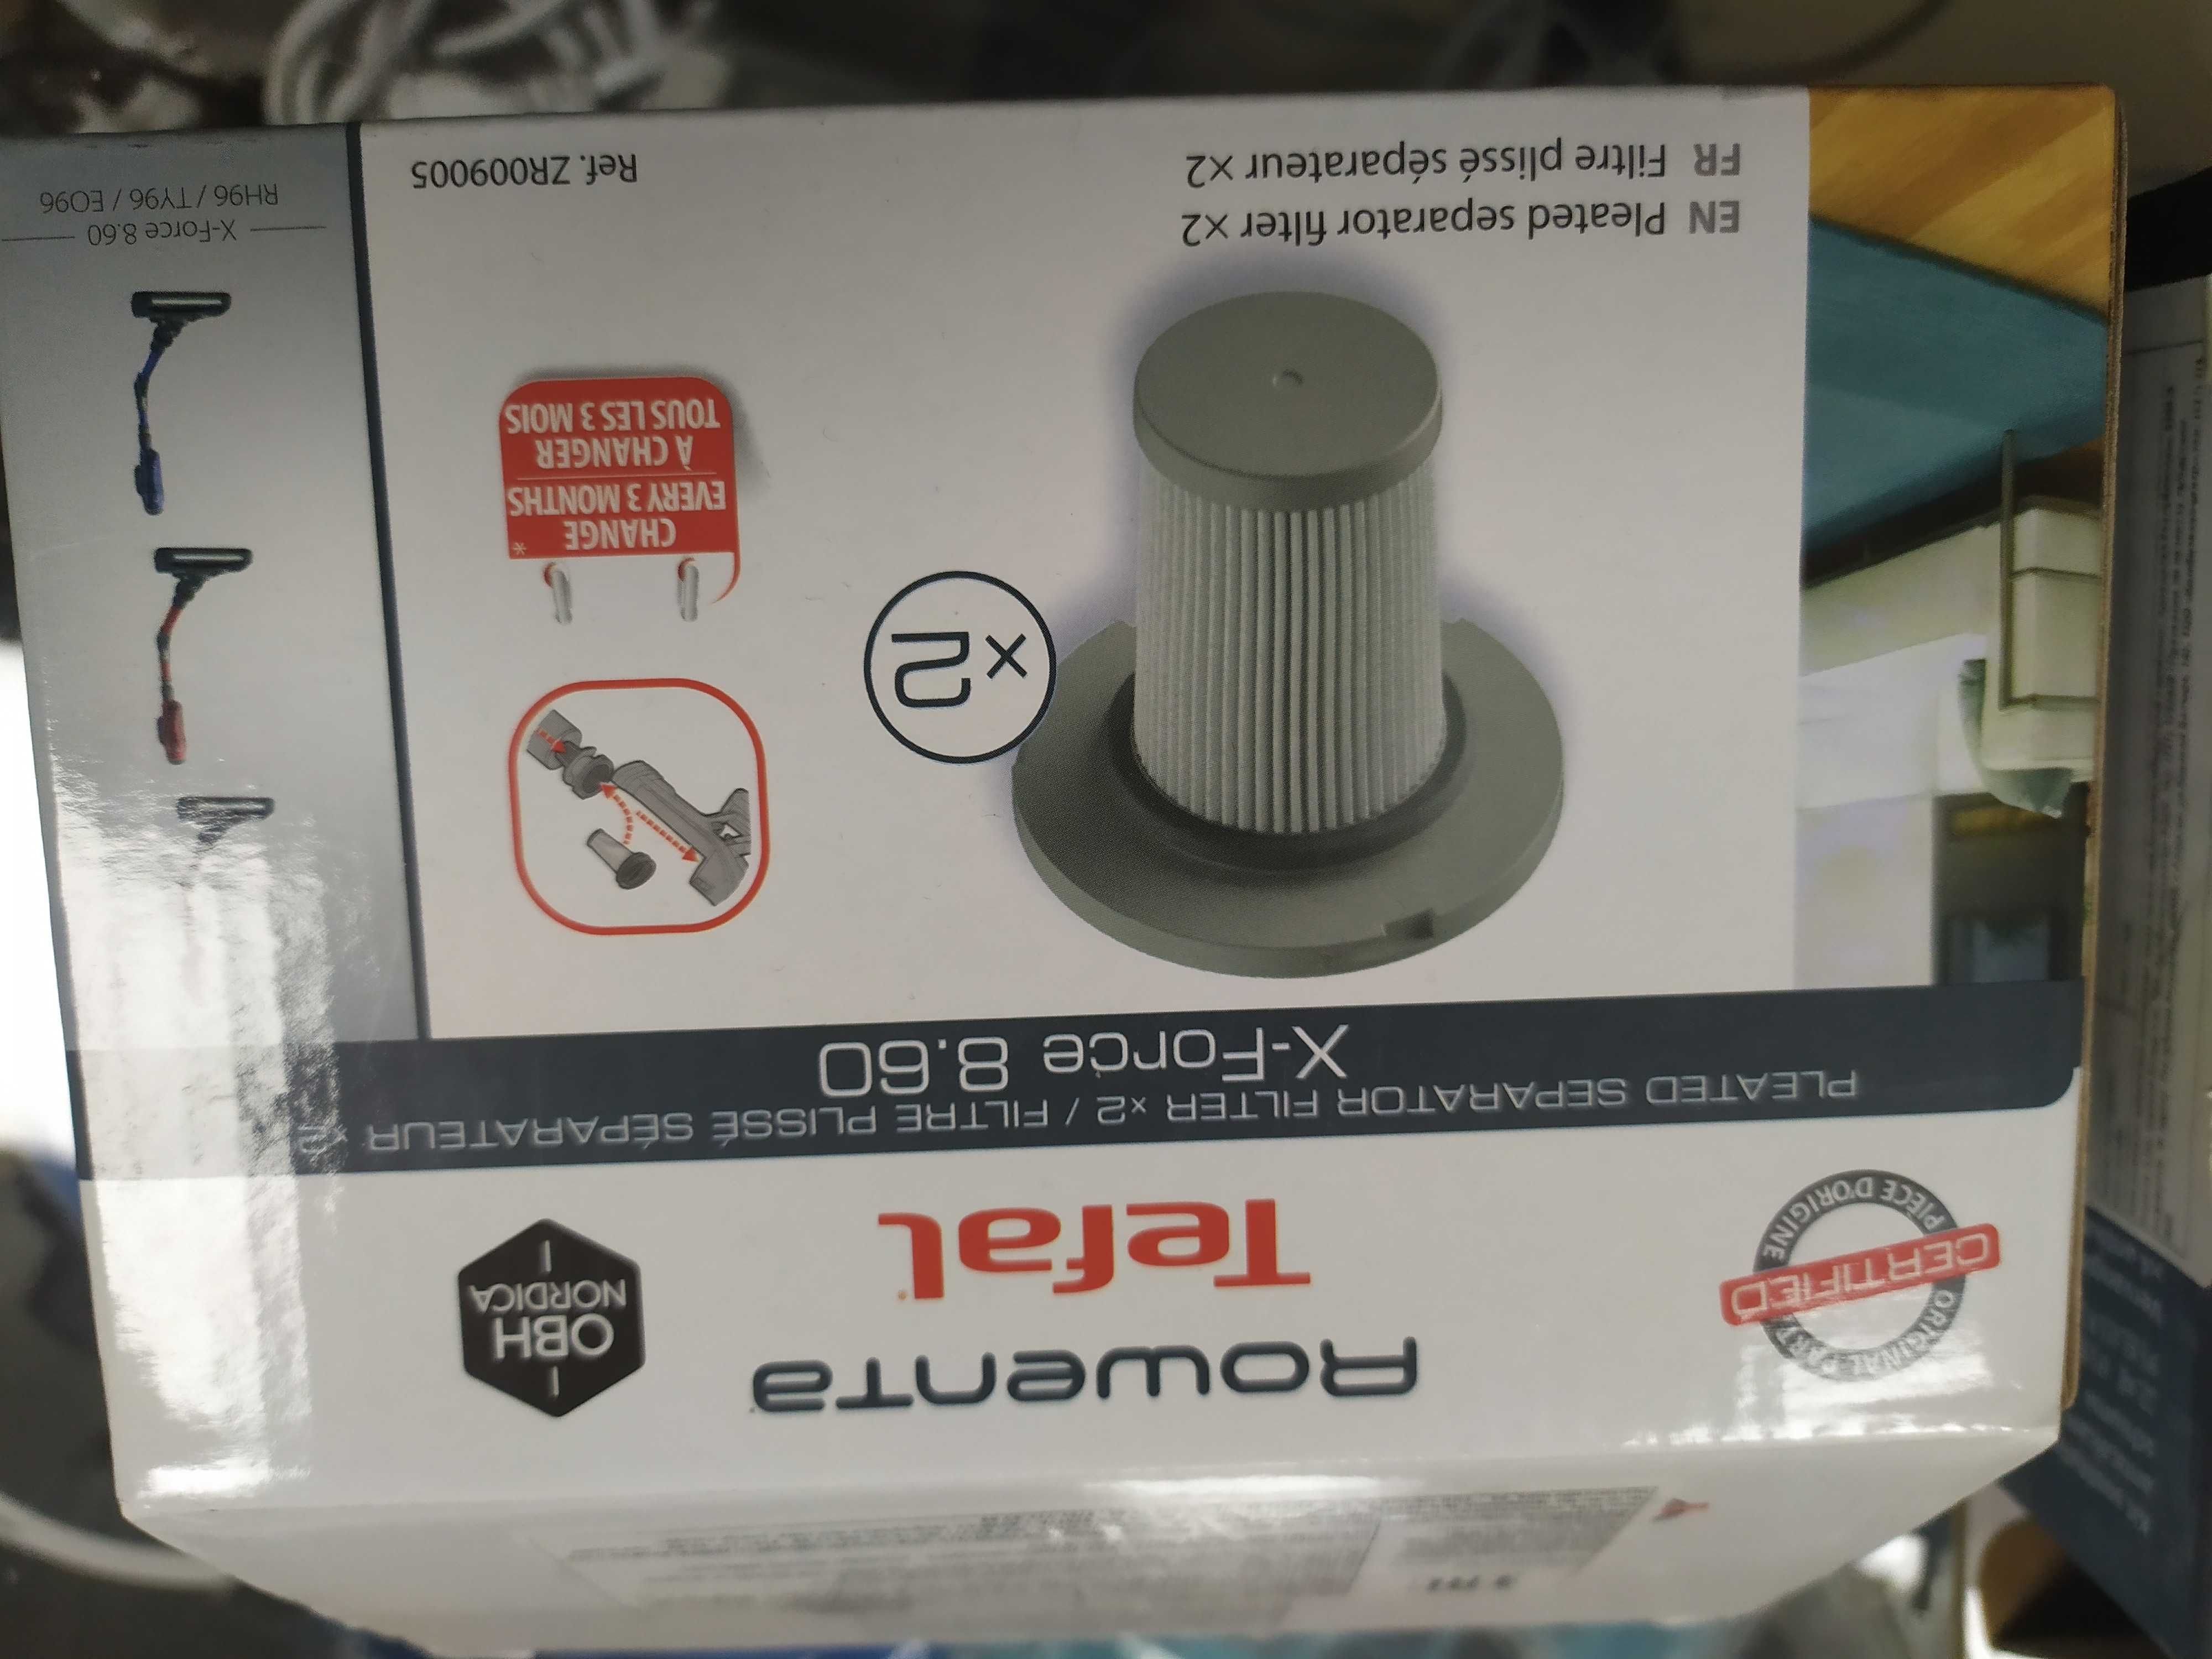 Rowenta
Tefal
OBH
NORDICA
ORIGINAL PART
CERTIFIED
PIÈCE D'ORIGINE
PLEATED SEPARATOR FILTER x2 / FILTRE PLISSÉ SÉPARATEUR x2
X-Force 8.60
x2
CHANGE
EVERY 3 MONTHS *
À CHANGER
TOUS LES 3 MOIS
EN Pleated separator filter x2
FR Filtre plissé séparateur x2
Ref. ZR009005
X-Force 8.60
RH96 / TY96 / EO96